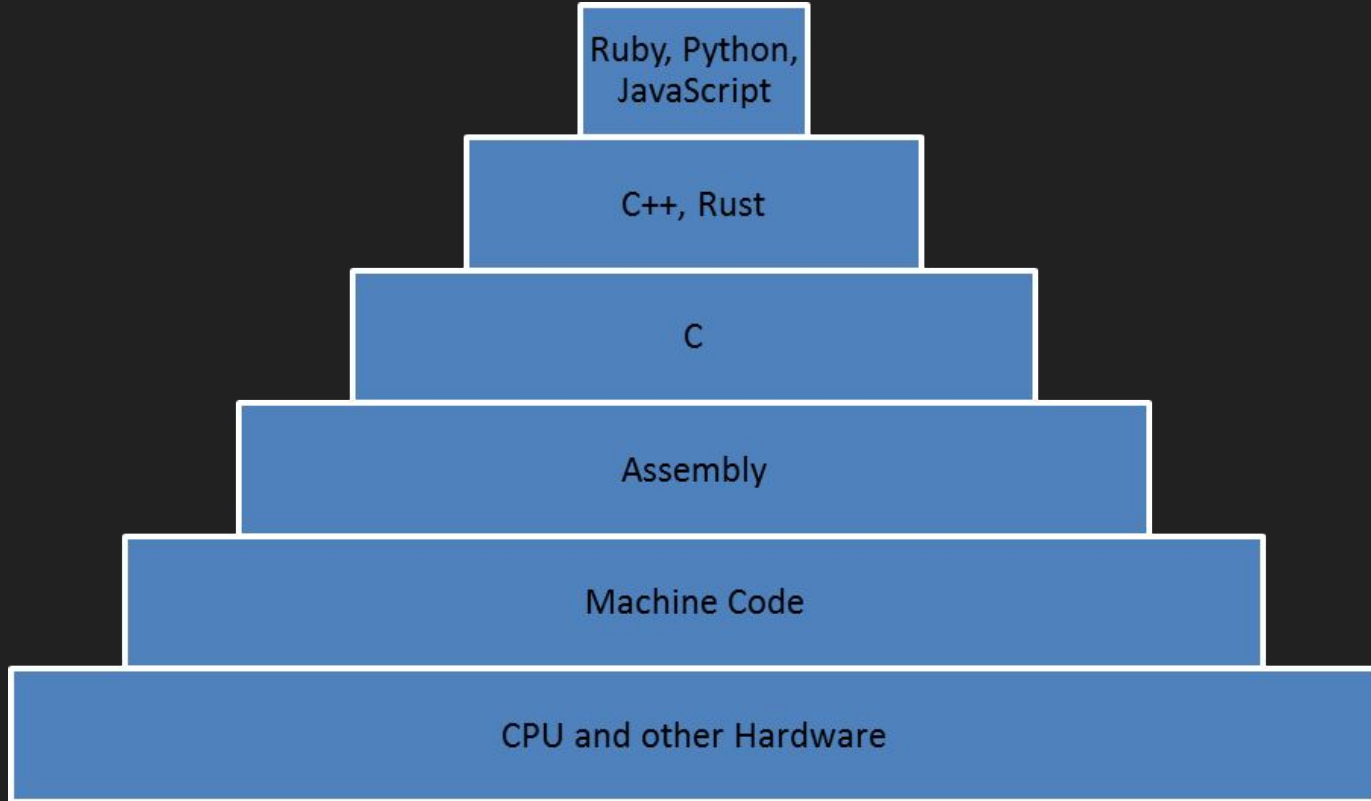 Ruby, Python,
JavaScript
C++, Rust
C
Assembly
Machine Code
CPU and other Hardware